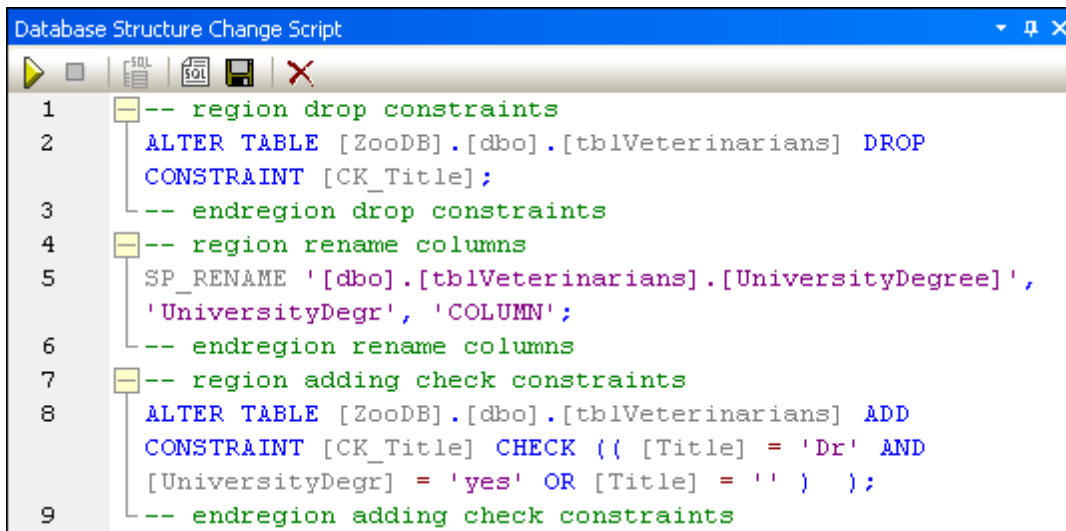 Database Structure Change Script
SQL
SQL
1 -- region drop constraints
2 ALTER TABLE [ZooDB].[dbo].[tblVeterinarians] DROP
CONSTRAINT [CK_Title];
3 -- endregion drop constraints
4 -- region rename columns
5 SP_RENAME '[dbo].[tblVeterinarians].[UniversityDegree]',
'UniversityDegr', 'COLUMN';
6 -- endregion rename columns
7 -- region adding check constraints
8 ALTER TABLE [ZooDB].[dbo].[tblVeterinarians] ADD
CONSTRAINT [CK_Title] CHECK (( [Title] = 'Dr' AND
[UniversityDegr] = 'yes' OR [Title] = '' )  );
9 -- endregion adding check constraints